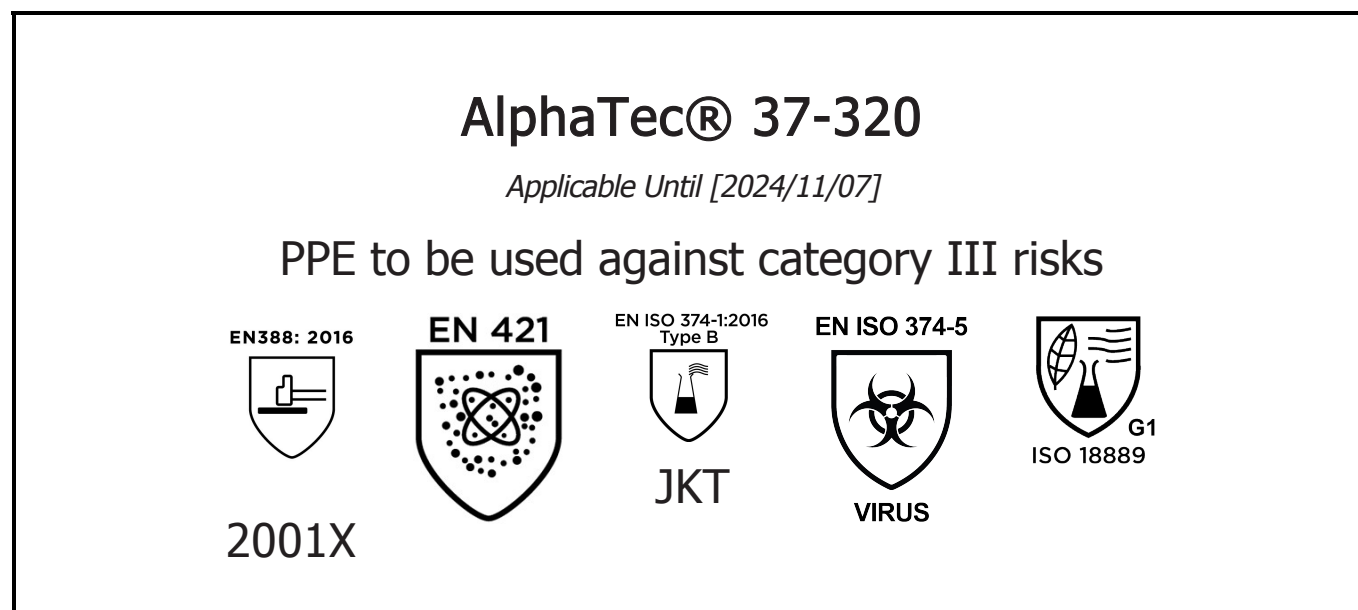 AlphaTec® 37-320
Applicable Until [2024/11/07]
PPE to be used against category III risks
EN388: 2016
2001X
EN 421
EN ISO 374-1:2016
Type B
JKT
EN ISO 374-5
VIRUS
G1
ISO 18889